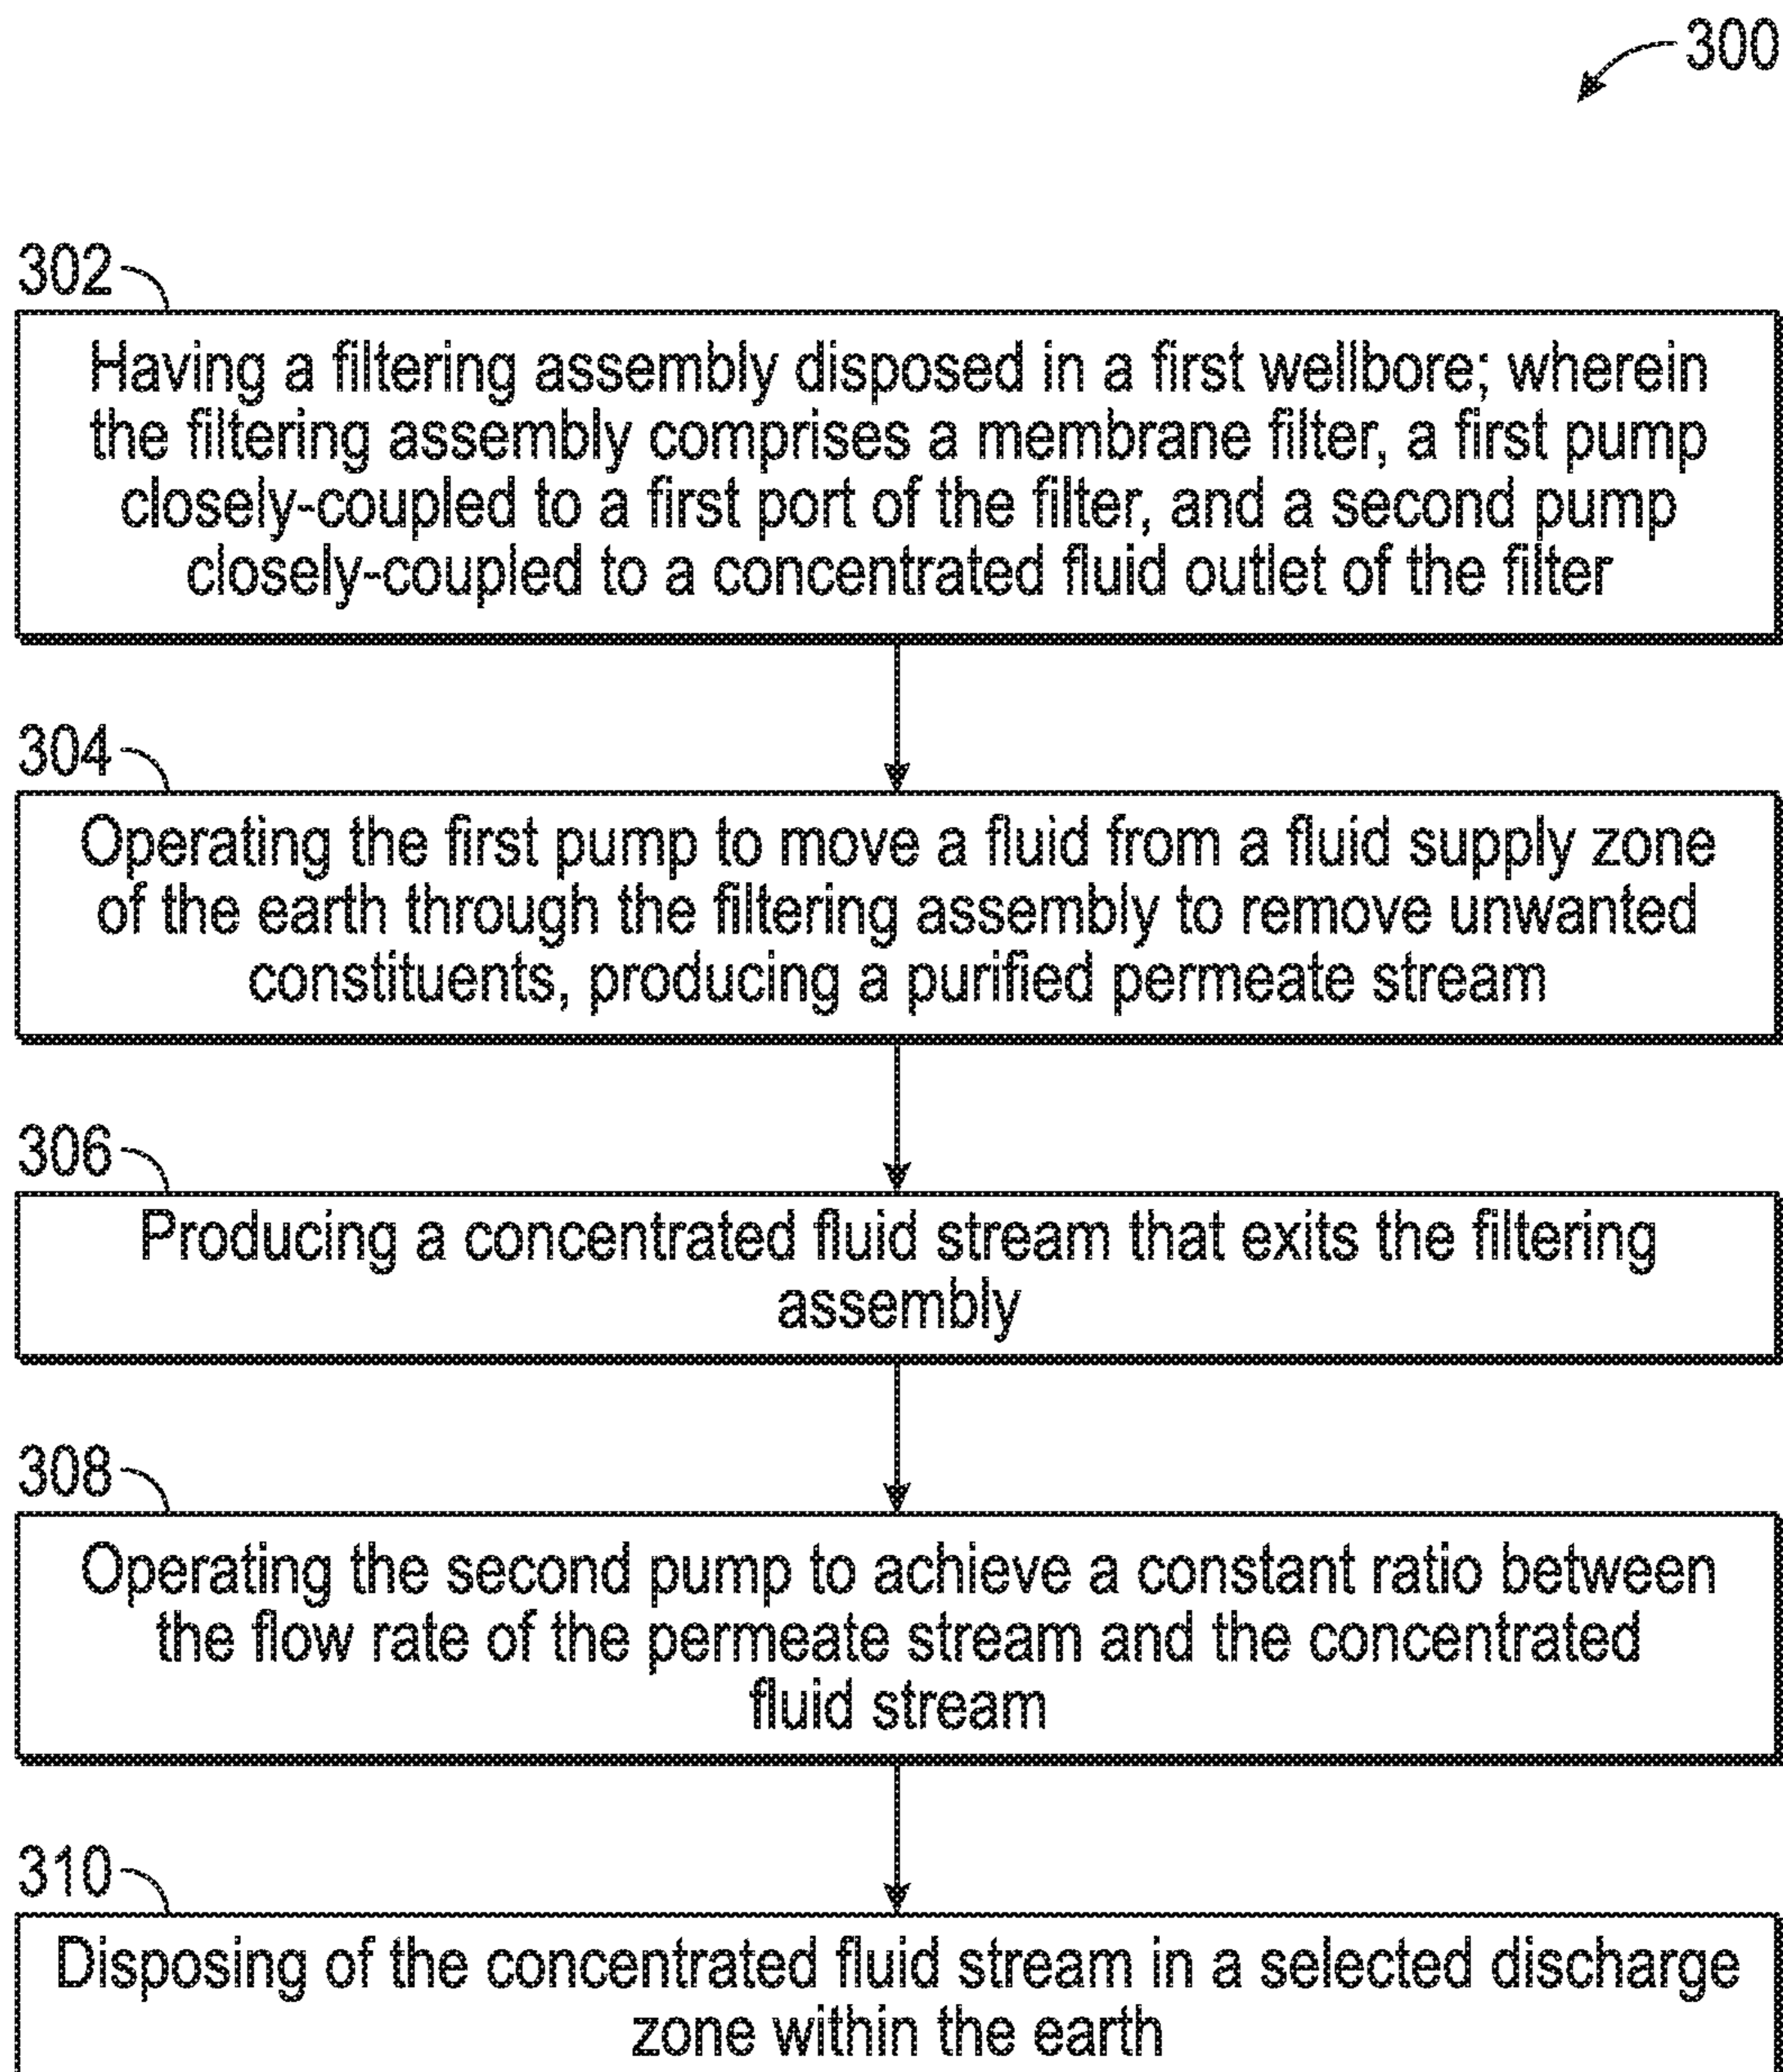 300
302
Having a filtering assembly disposed in a first wellbore; wherein
the filtering assembly comprises a membrane filter, a first pump
closely-coupled to a first port of the filter, and a second pump
closely-coupled to a concentrated fluid outlet of the filter
304
Operating the first pump to move a fluid from a fluid supply zone
of the earth through the filtering assembly to remove unwanted
constituents, producing a purified permeate stream
306
Producing a concentrated fluid stream that exits the filtering
assembly
308
Operating the second pump to achieve a constant ratio between
the flow rate of the permeate stream and the concentrated
fluid stream
310
Disposing of the concentrated fluid stream in a selected discharge
zone within the earth